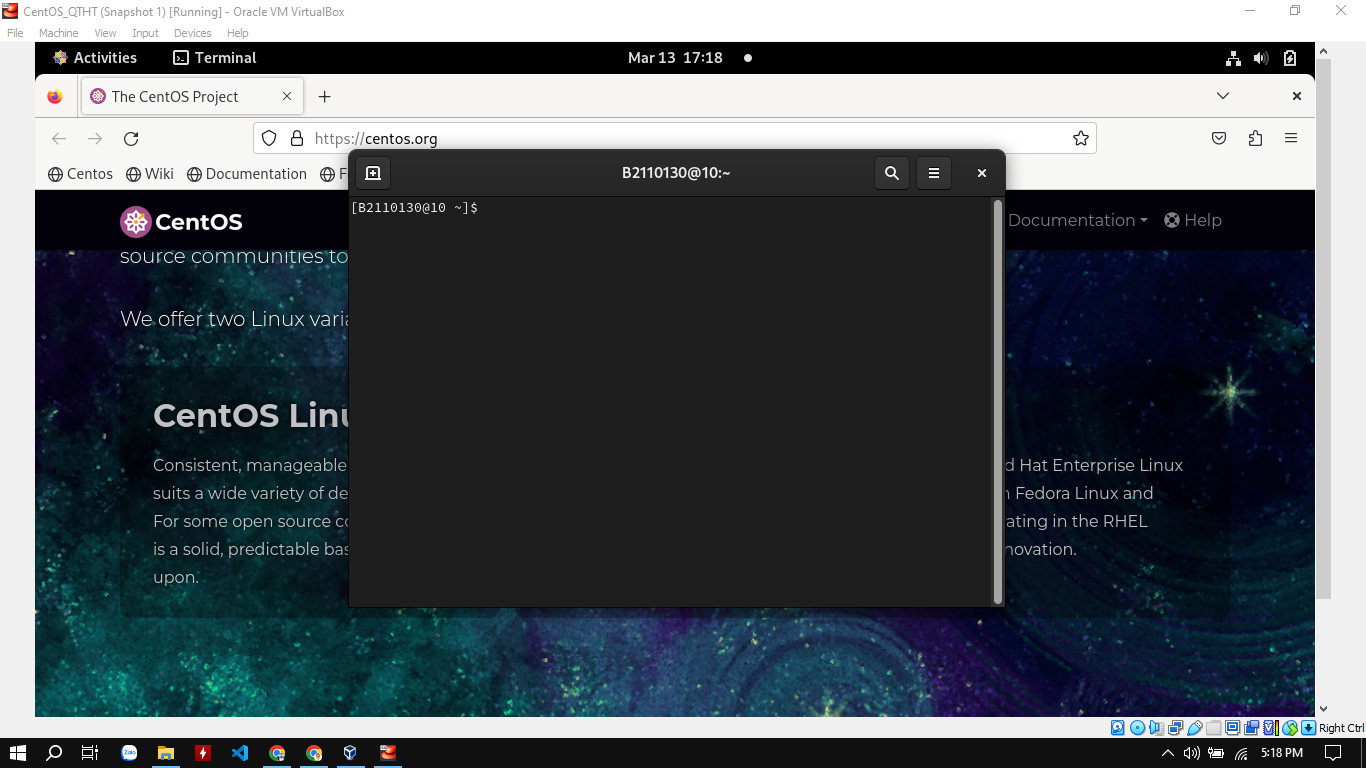 CentOS_QTHT (Snapshot 1) [Running] - Oracle VM VirtualBox
File Machine View Input Devices Help
Activities Terminal Mar 13 17:18
The CentOS Project
https://centos.org
Centos Wiki Documentation F
B2110130@10:~
[B2110130@10 ~]$
CentOS Documentation Help
source communities to
We offer two Linux varia
CentOS Linu
Consistent, manageable d Hat Enterprise Linux
suits a wide variety of de n Fedora Linux and
For some open source co rating in the RHEL
is a solid, predictable bas novation.
upon.
Right Ctrl
Zalo 5:18 PM